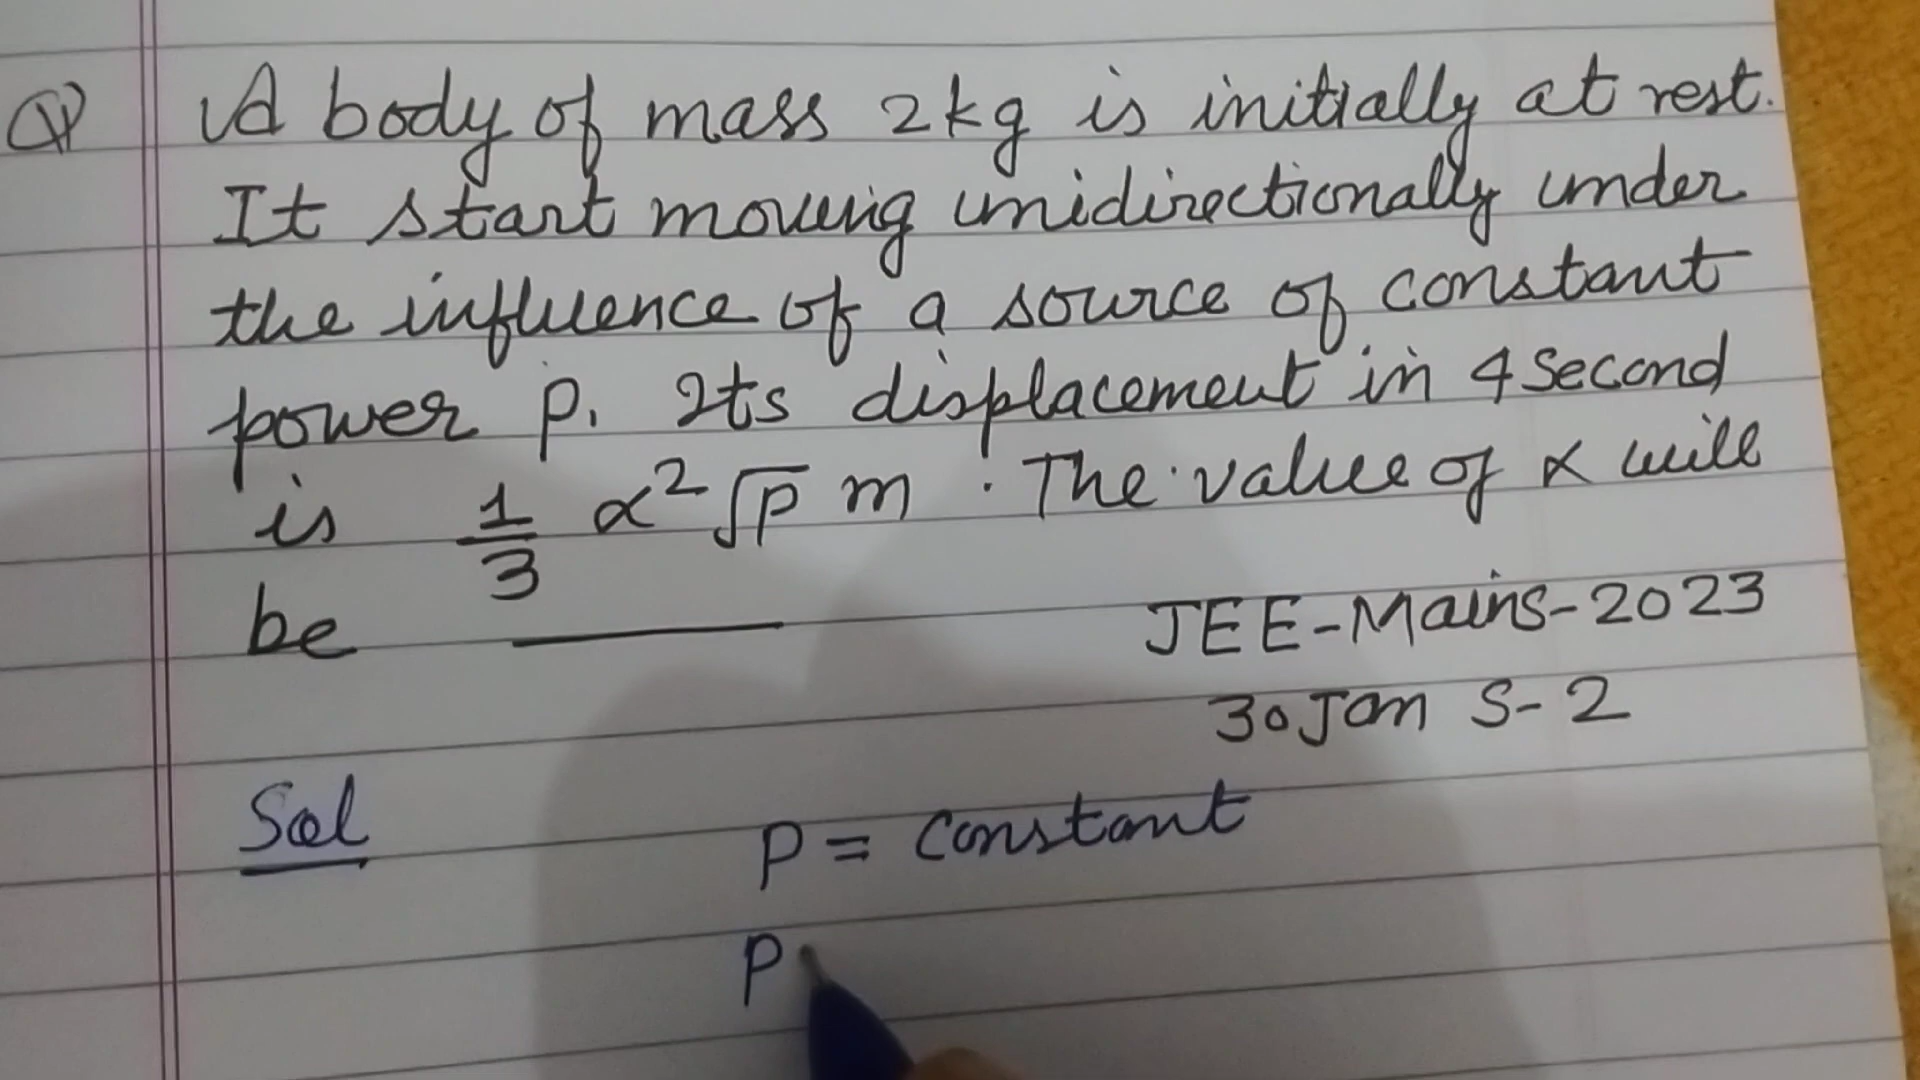 Q A body of mass 2kg is initially at rest.
It start moving unidirectionally under
the influence of a source of constant
power P. Its displacement in 4 second
is 1/3 α² √P m. The value of α will
be ______
JEE-Mains-2023
30 Jan S-2
Sol P = constant
P